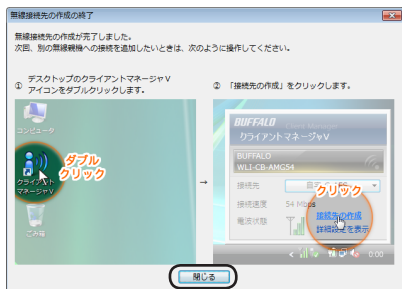 無線接続先の作成の終了
無線接続先の作成が完了しました。
次回、別の無線親機への接続を追加したいときは、次のように操作してください。
① デスクトップのクライアントマネージャV
アイコンをダブルクリックします。
② 「接続先の作成」をクリックします。
コンピュータ
ダブル
クリック
クライアント
マネージャV
ごみ箱
→
BUFFALO
Client Manager
クライアントマネージャV
BUFFALO
WLI-CB-AMG54
接続先
クリック
接続速度 54 Mbps
接続先の作成
電波状態
詳細設定を表示
0:00
閉じる